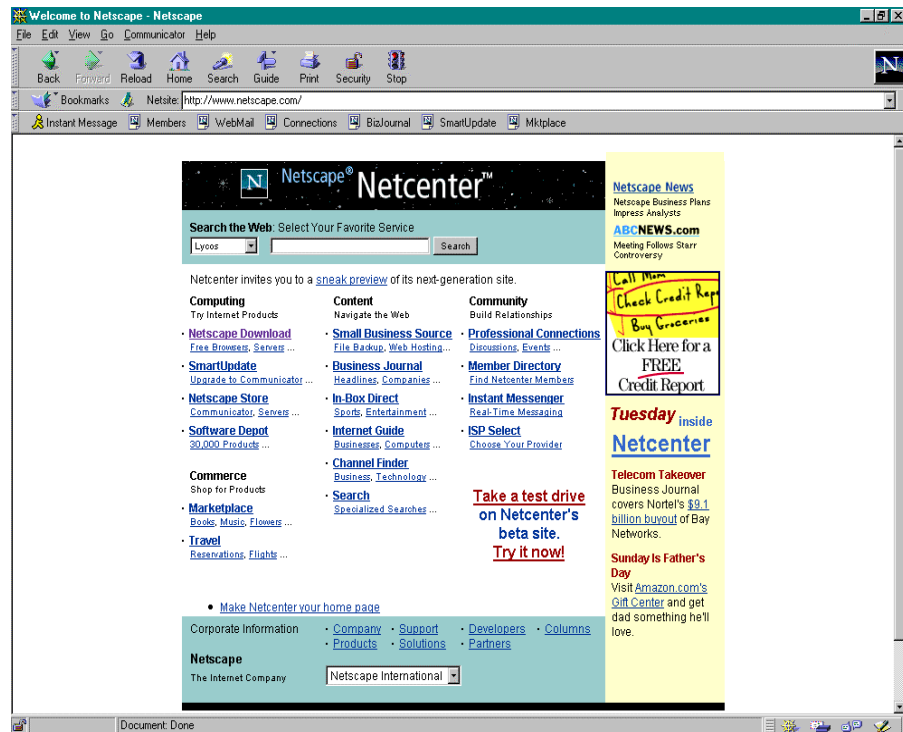 Welcome to Netscape - Netscape
File Edit View Go Communicator Help
Back Forward Reload Home Search Guide Print Security Stop
N
Bookmarks Netsite: http://www.netscape.com/
Instant Message Members WebMail Connections BizJournal SmartUpdate Mktplace
N Netscape® Netcenter™
Search the Web: Select Your Favorite Service
Lycos Search
Netcenter invites you to a sneak preview of its next-generation site.
Computing
Try Internet Products
· Netscape Download
Free Browsers, Servers ...
· SmartUpdate
Upgrade to Communicator ...
· Netscape Store
Communicator, Servers ...
· Software Depot
30,000 Products ...
Commerce
Shop for Products
· Marketplace
Books, Music, Flowers ...
· Travel
Reservations, Flights ...
Content
Navigate the Web
· Small Business Source
File Backup, Web Hosting...
· Business Journal
Headlines, Companies ...
· In-Box Direct
Sports, Entertainment ...
· Internet Guide
Businesses, Computers ...
· Channel Finder
Business, Technology ...
· Search
Specialized Searches ...
Community
Build Relationships
· Professional Connections
Discussions, Events ...
· Member Directory
Find Netcenter Members
· Instant Messenger
Real-Time Messaging
· ISP Select
Choose Your Provider
Take a test drive
on Netcenter's
beta site.
Try it now!
• Make Netcenter your home page
Corporate Information · Company · Support · Developers · Columns
· Products · Solutions · Partners
Netscape
The Internet Company Netscape International
Netscape News
Netscape Business Plans
Impress Analysts
ABCNEWS.com
Meeting Follows Starr
Controversy
Call Mom
Check Credit Rep
Buy Groceries
Click Here for a
FREE
Credit Report
Tuesday inside
Netcenter
Telecom Takeover
Business Journal
covers Nortel's $9.1
billion buyout of Bay
Networks.
Sunday Is Father's
Day
Visit Amazon.com's
Gift Center and get
dad something he'll
love.
Document: Done